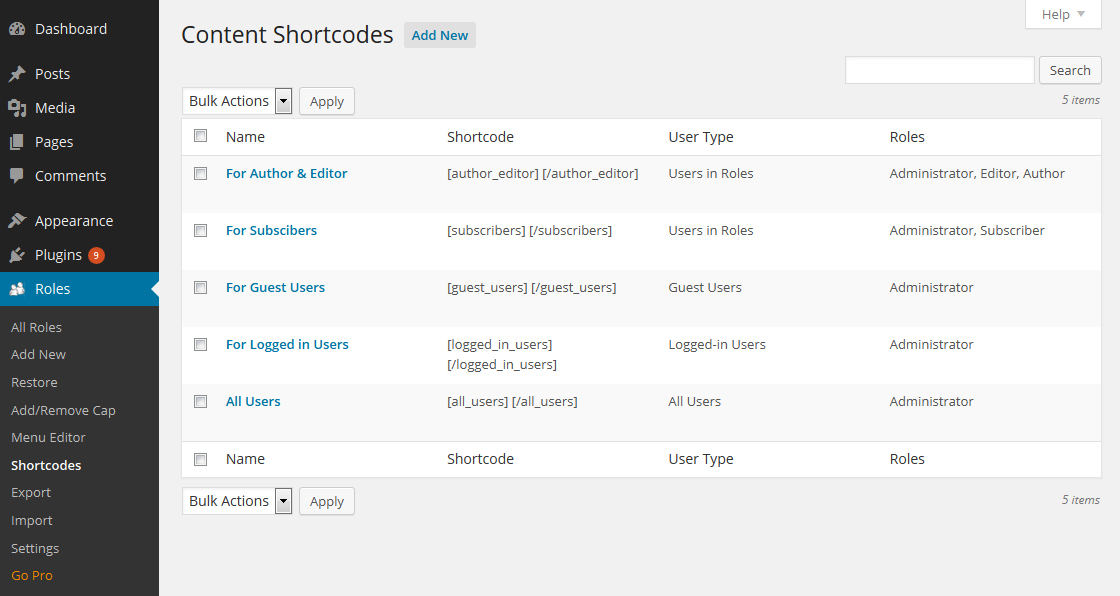 Dashboard
Posts
Media
Pages
Comments
Appearance
Plugins 9
Roles
All Roles
Add New
Restore
Add/Remove Cap
Menu Editor
Shortcodes
Export
Import
Settings
Go Pro
Help
Content Shortcodes Add New
Search
Bulk Actions Apply
5 items
Name Shortcode User Type Roles
For Author & Editor [author_editor] [/author_editor] Users in Roles Administrator, Editor, Author
For Subscibers [subscribers] [/subscribers] Users in Roles Administrator, Subscriber
For Guest Users [guest_users] [/guest_users] Guest Users Administrator
For Logged in Users [logged_in_users] Logged-in Users Administrator
[/logged_in_users]
All Users [all_users] [/all_users] All Users Administrator
Name Shortcode User Type Roles
Bulk Actions Apply
5 items